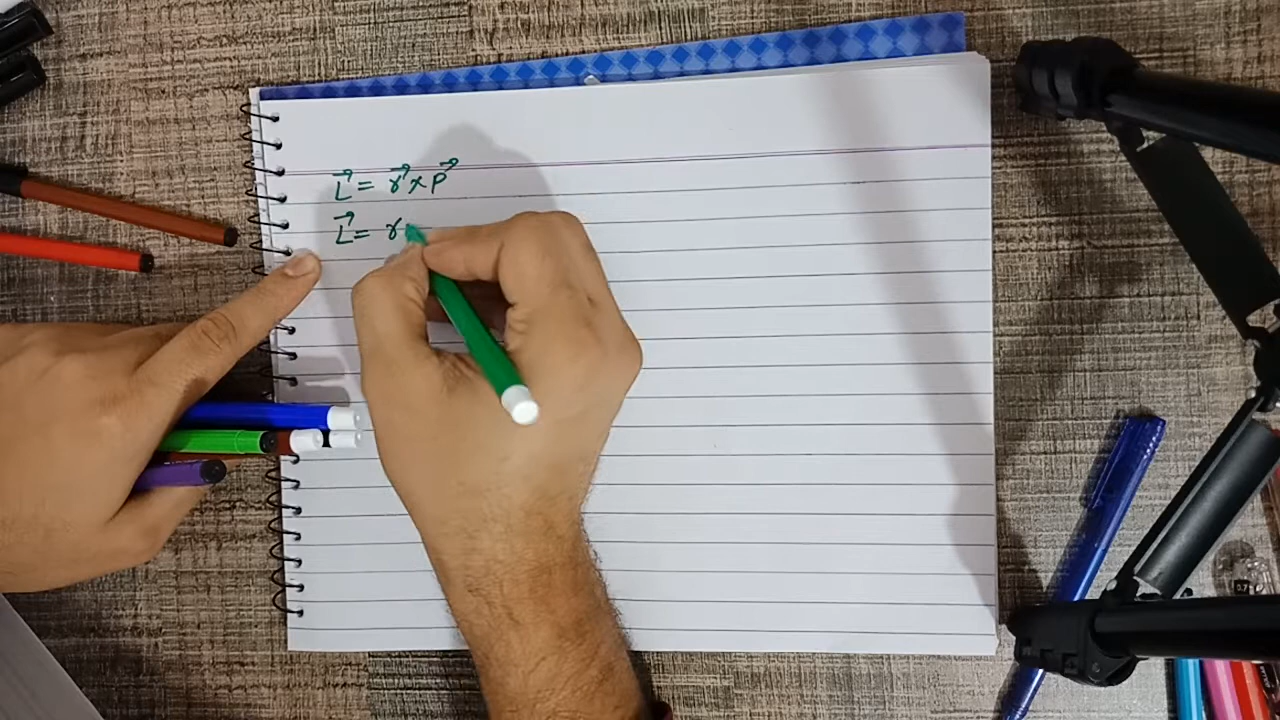 L⃗ = r⃗ × P⃗
L⃗ = r